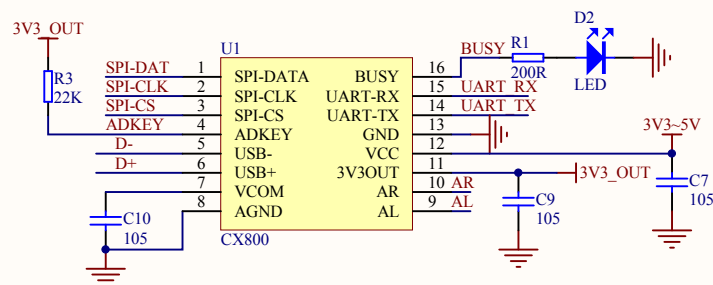 3V3_OUT
R3
22K
U1
CX800
SPI-DAT 1 SPI-DATA
SPI-CLK 2 SPI-CLK
SPI-CS 3 SPI-CS
ADKEY 4 ADKEY
D- 5 USB-
D+ 6 USB+
7 VCOM
8 AGND
BUSY 16 BUSY
UART-RX 15 UART_RX
UART-TX 14 UART_TX
GND 13
VCC 12
3V3OUT 11
AR 10 AR
AL 9 AL
R1
200R
D2
LED
3V3~5V
C7
105
3V3_OUT
C9
105
C10
105